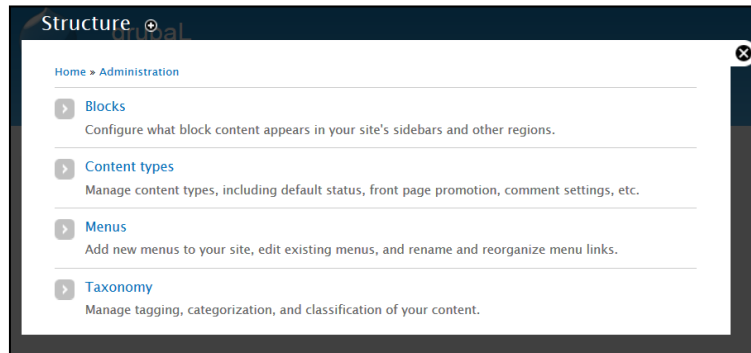 Structure
drupaL
Home » Administration
Blocks
Configure what block content appears in your site's sidebars and other regions.
Content types
Manage content types, including default status, front page promotion, comment settings, etc.
Menus
Add new menus to your site, edit existing menus, and rename and reorganize menu links.
Taxonomy
Manage tagging, categorization, and classification of your content.